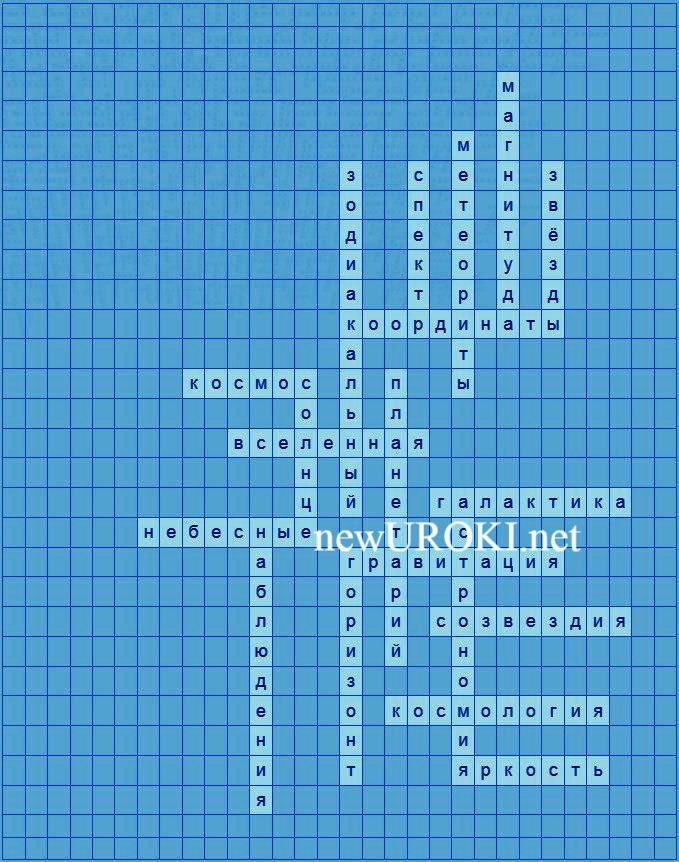 магнитуда
метеориты
зодиакальный
спектр
звёзды
координаты
космос
солнце
планетарий
вселенная
галактика
астрономия
небесные
наблюдения
newUROKI.net
гравитация
горизонт
созвездия
космология
яркость